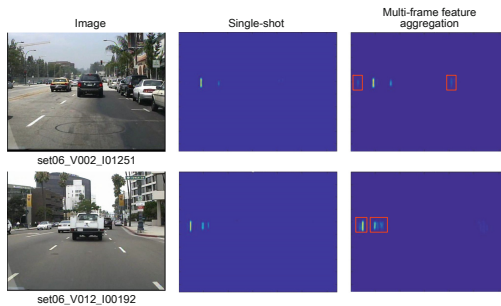 Image
Single-shot
Multi-frame feature
aggregation
set06_V002_I01251
set06_V012_I00192